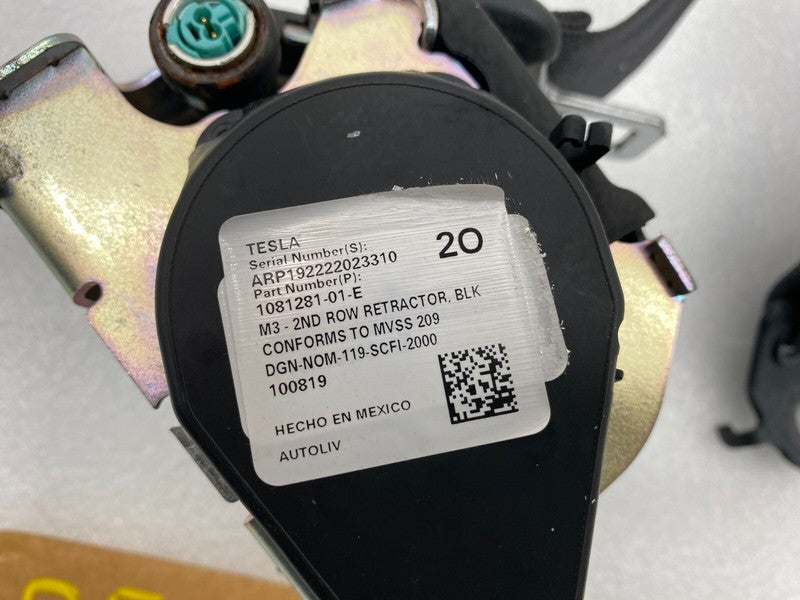 TESLA
20
Serial Number(S):
ARP192222023310
Part Number(P):
1081281-01-E
M3 - 2ND ROW RETRACTOR, BLK
CONFORMS TO MVSS 209
DGN-NOM-119-SCFI-2000
100819
HECHO EN MEXICO
AUTOLIV